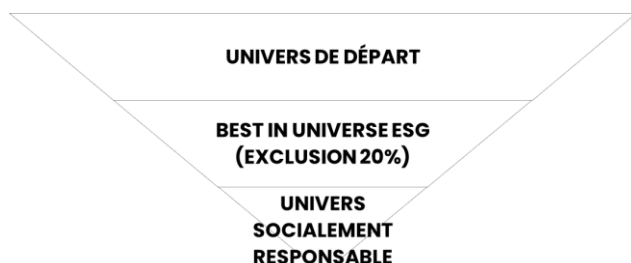 UNIVERS DE DÉPART
BEST IN UNIVERSE ESG
(EXCLUSION 20%)
UNIVERS
SOCIALEMENT
RESPONSABLE